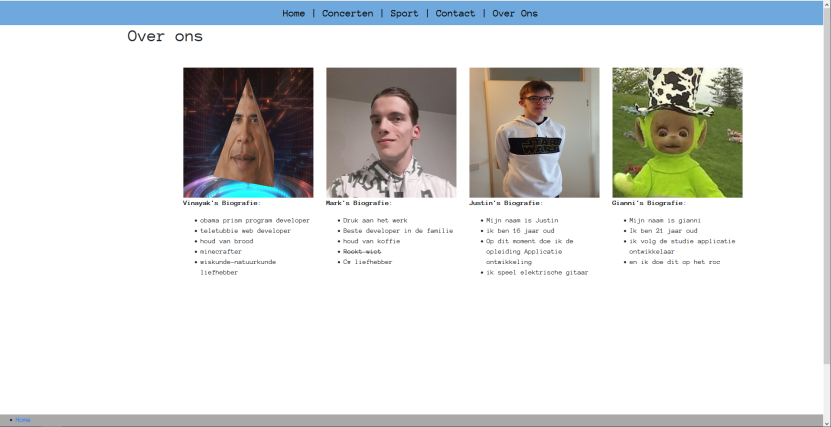 Home | Concerten | Sport | Contact | Over Ons
Over ons
Vinayak's Biografie:
• obama prism program developer
• teletubbie web developer
• houd van brood
• minecrafter
• wiskunde-natuurkunde
liefhebber
Mark's Biografie:
• Druk aan het werk
• Beste developer in de familie
• houd van koffie
• Rookt wiet
• C# liefhebber
Justin's Biografie:
• Mijn naam is Justin
• ik ben 16 jaar oud
• Op dit moment doe ik de
opleiding Applicatie
ontwikkeling
• ik speel elektrische gitaar
Gianni's Biografie:
• Mijn naam is gianni
• Ik ben 21 jaar oud
• ik volg de studie applicatie
ontwikkelaar
• en ik doe dit op het roc
• Home